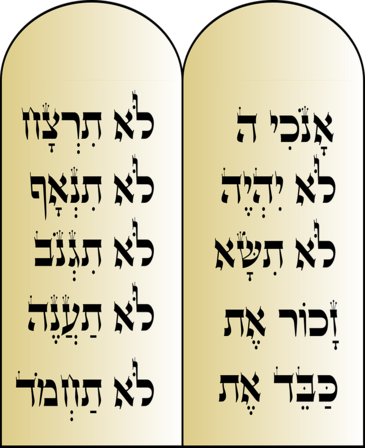 אָנֹכִי ה
לֹא יִהְיֶה
לֹא תִשָּׂא
זָכוֹר אֶת
כַּבֵּד אֶת
לֹא תִרְצָח
לֹא תִנְאָף
לֹא תִגְנֹב
לֹא תַעֲנֶה
לֹא תַחְמֹד